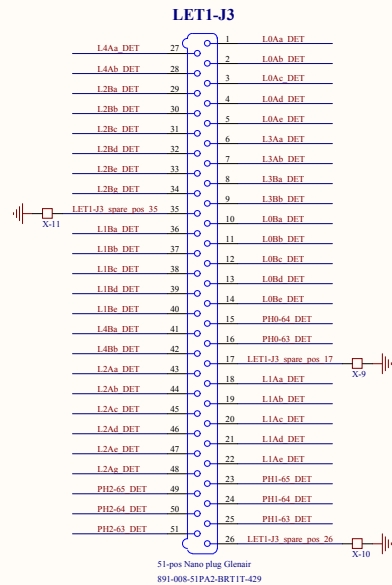 LET1-J3
1 L0Aa_DET
L4Aa_DET 27
2 L0Ab_DET
L4Ab_DET 28
3 L0Ac_DET
L2Ba_DET 29
4 L0Ad_DET
L2Bb_DET 30
5 L0Ae_DET
L2Bc_DET 31
6 L3Aa_DET
L2Bd_DET 32
7 L3Ab_DET
L2Be_DET 33
8 L3Ba_DET
L2Bg_DET 34
9 L3Bb_DET
LET1-J3_spare_pos_35 35
X-11
10 L0Ba_DET
L1Ba_DET 36
11 L0Bb_DET
L1Bb_DET 37
12 L0Bc_DET
L1Bc_DET 38
13 L0Bd_DET
L1Bd_DET 39
14 L0Be_DET
L1Be_DET 40
15 PH0-64_DET
L4Ba_DET 41
16 PH0-63_DET
L4Bb_DET 42
17 LET1-J3_spare_pos_17
X-9
L2Aa_DET 43
18 L1Aa_DET
L2Ab_DET 44
19 L1Ab_DET
L2Ac_DET 45
20 L1Ac_DET
L2Ad_DET 46
21 L1Ad_DET
L2Ae_DET 47
22 L1Ae_DET
L2Ag_DET 48
23 PH1-65_DET
PH2-65_DET 49
24 PH1-64_DET
PH2-64_DET 50
25 PH1-63_DET
PH2-63_DET 51
26 LET1-J3_spare_pos_26
X-10
51-pos Nano plug Glenair
891-008-51PA2-BRT1T-429